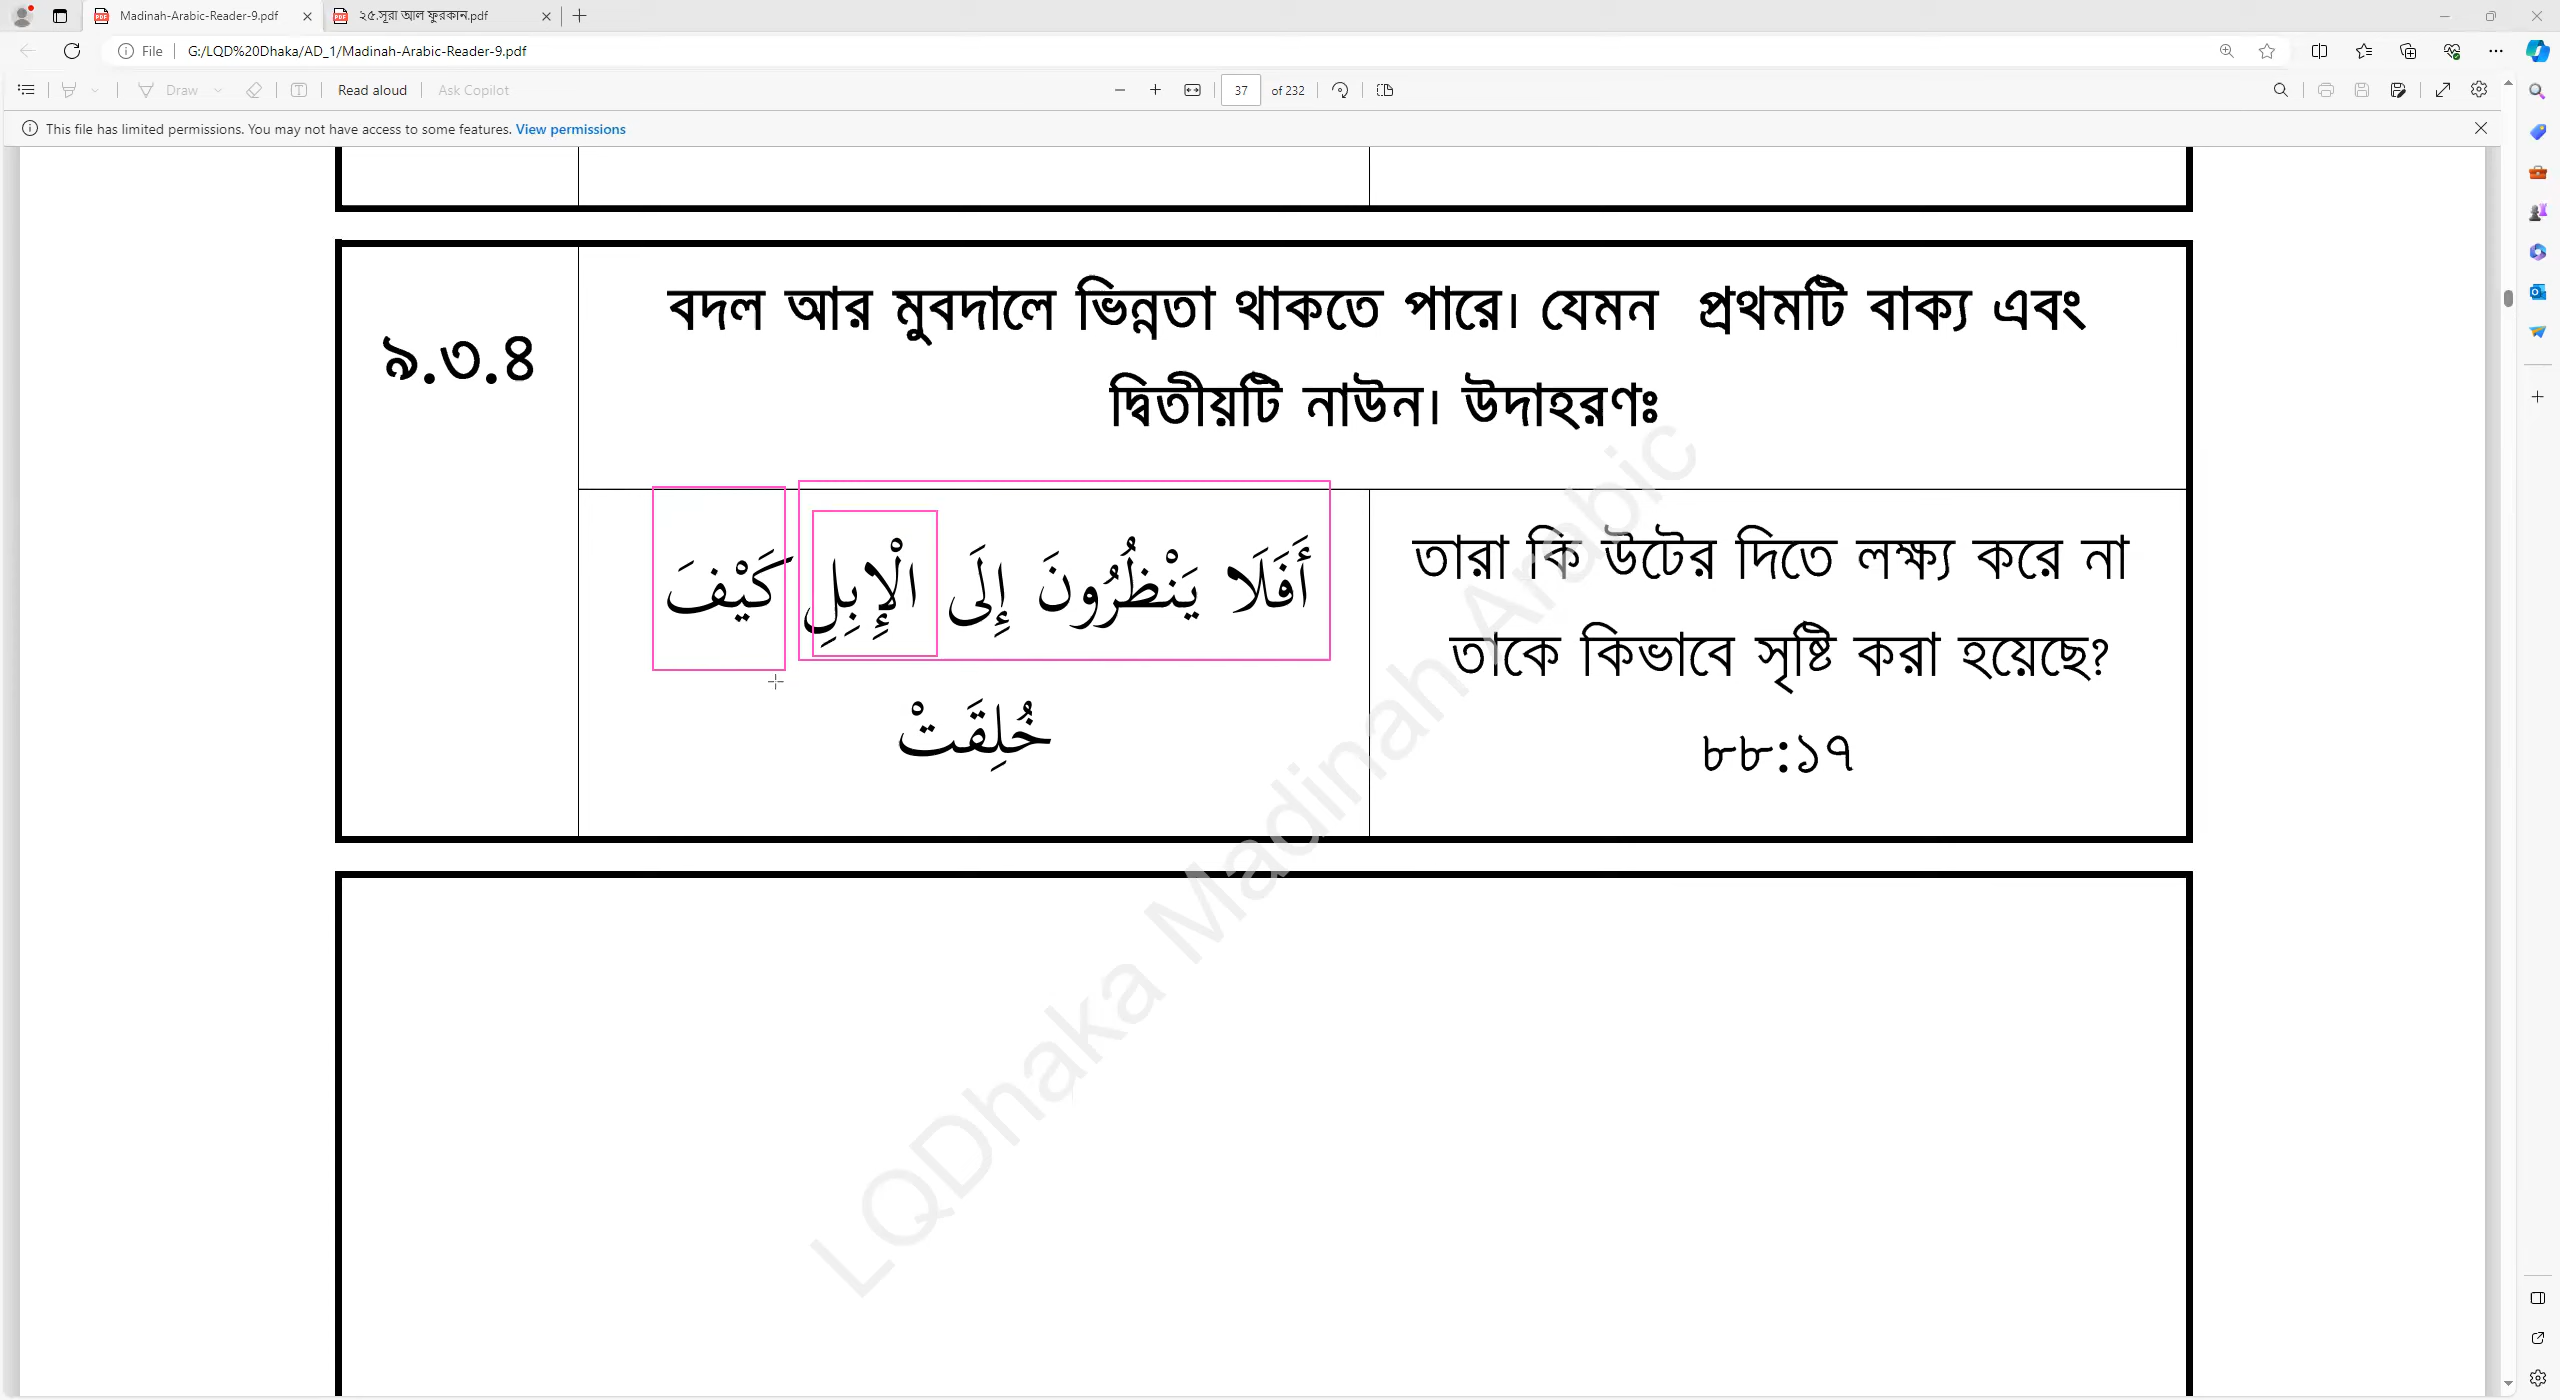 Madinah-Arabic-Reader-9.pdf
২৫.সূরা আল ফুরকান.pdf
File
G:/LQD%20Dhaka/AD_1/Madinah-Arabic-Reader-9.pdf
Draw
Read aloud
Ask Copilot
37 of 232
This file has limited permissions. You may not have access to some features. View permissions
৯.৩.৪
বদল আর মুবদালে ভিন্নতা থাকতে পারে। যেমন প্রথমটি বাক্য এবং
দ্বিতীয়টি নাউন। উদাহরণঃ
أَفَلَا يَنْظُرُونَ إِلَى الْإِبِلِ كَيْفَ
خُلِقَتْ
তারা কি উটের দিতে লক্ষ্য করে না
তাকে কিভাবে সৃষ্টি করা হয়েছে?
৮৮:১৭
LQDhaka Madinah Arabic